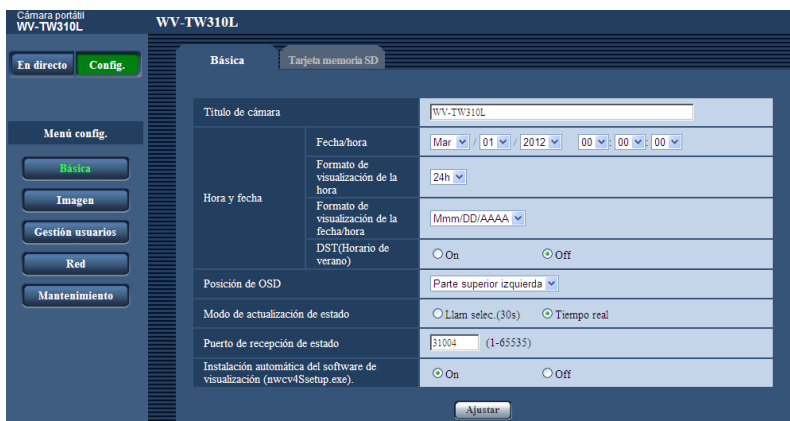 Cámara portátil
WV-TW310L
WV-TW310L
En directo Config.
Básica Tarjeta memoria SD
Menú config.
Básica
Imagen
Gestión usuarios
Red
Mantenimiento
Título de cámara WV-TW310L
Hora y fecha
Fecha/hora Mar / 01 / 2012 00 : 00 : 00
Formato de
visualización de la
hora
24h
Formato de
visualización de la
fecha/hora
Mmm/DD/AAAA
DST(Horario de
verano)
On Off
Posición de OSD Parte superior izquierda
Modo de actualización de estado Llam selec.(30s) Tiempo real
Puerto de recepción de estado 31004 (1-65535)
Instalación automática del software de
visualización (nwcv4Ssetup.exe).
On Off
Ajustar